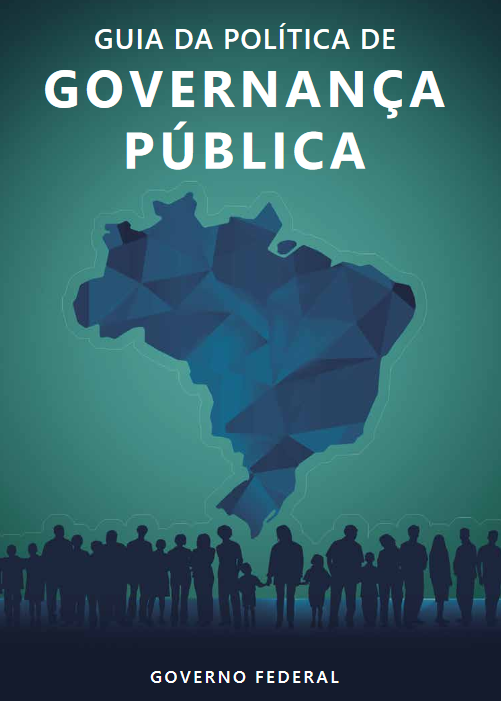 GUIA DA POLÍTICA DE
GOVERNANÇA
PÚBLICA
GOVERNO FEDERAL